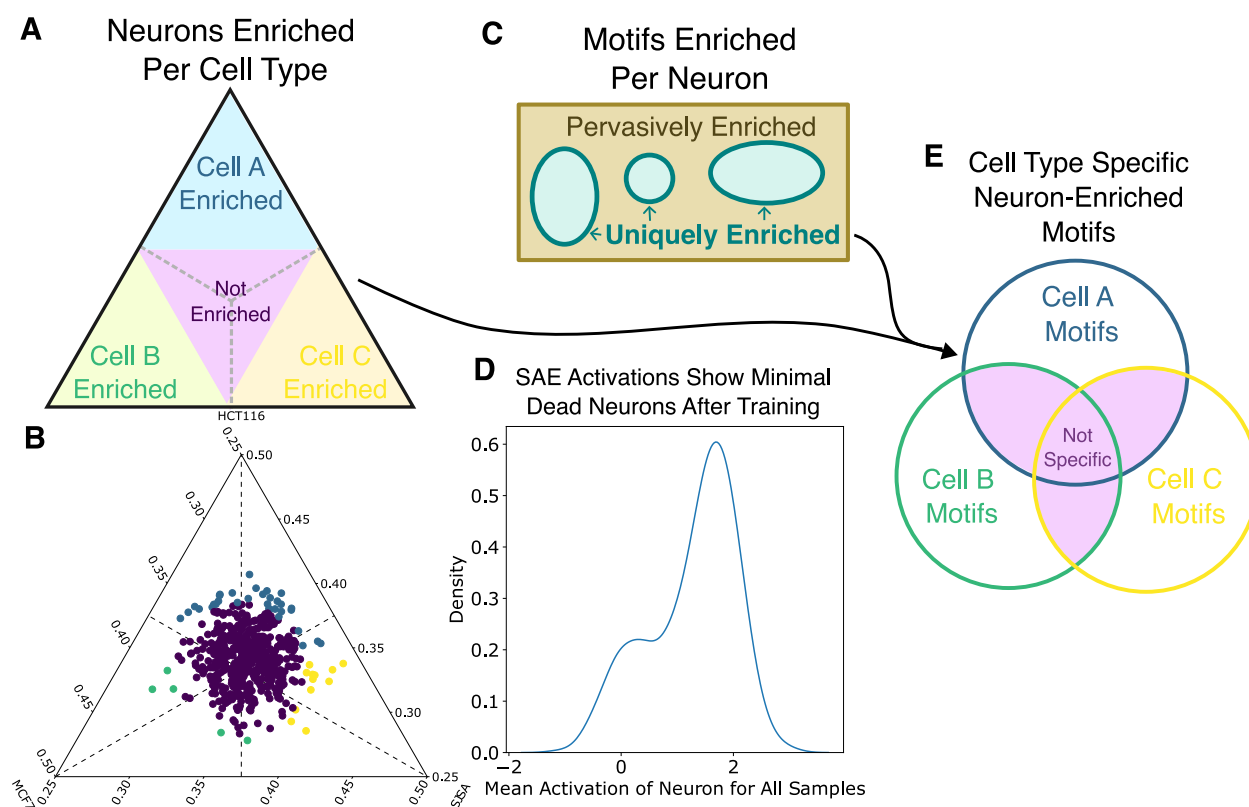 A
Neurons Enriched
Per Cell Type
Cell A
Enriched
Not
Enriched
Cell B
Enriched
Cell C
Enriched
C
Motifs Enriched
Per Neuron
Pervasively Enriched
Uniquely Enriched
E
Cell Type Specific
Neuron-Enriched
Motifs
Cell A
Motifs
Not
Specific
Cell B
Motifs
Cell C
Motifs
B
HCT116
0.25
0.30
0.35
0.40
0.45
0.50
0.50
0.45
0.40
0.35
0.30
0.25
0.25
0.30
0.35
0.40
0.45
0.50
MCF7
SJSA
D
SAE Activations Show Minimal
Dead Neurons After Training
Density
0.6
0.5
0.4
0.3
0.2
0.1
0.0
−2
0
2
Mean Activation of Neuron for All Samples